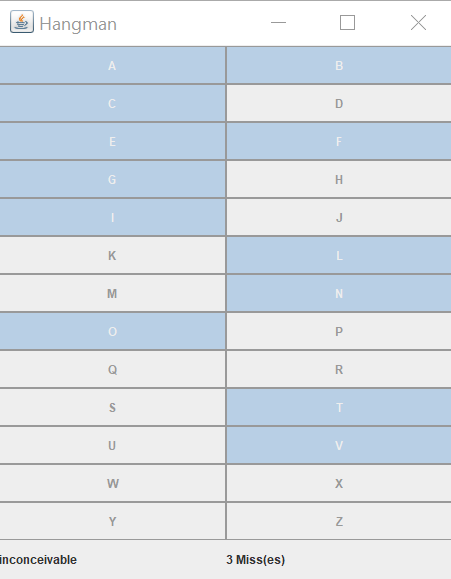 Hangman
A B
C D
E F
G H
I J
K L
M N
O P
Q R
S T
U V
W X
Y Z
inconceivable 3 Miss(es)